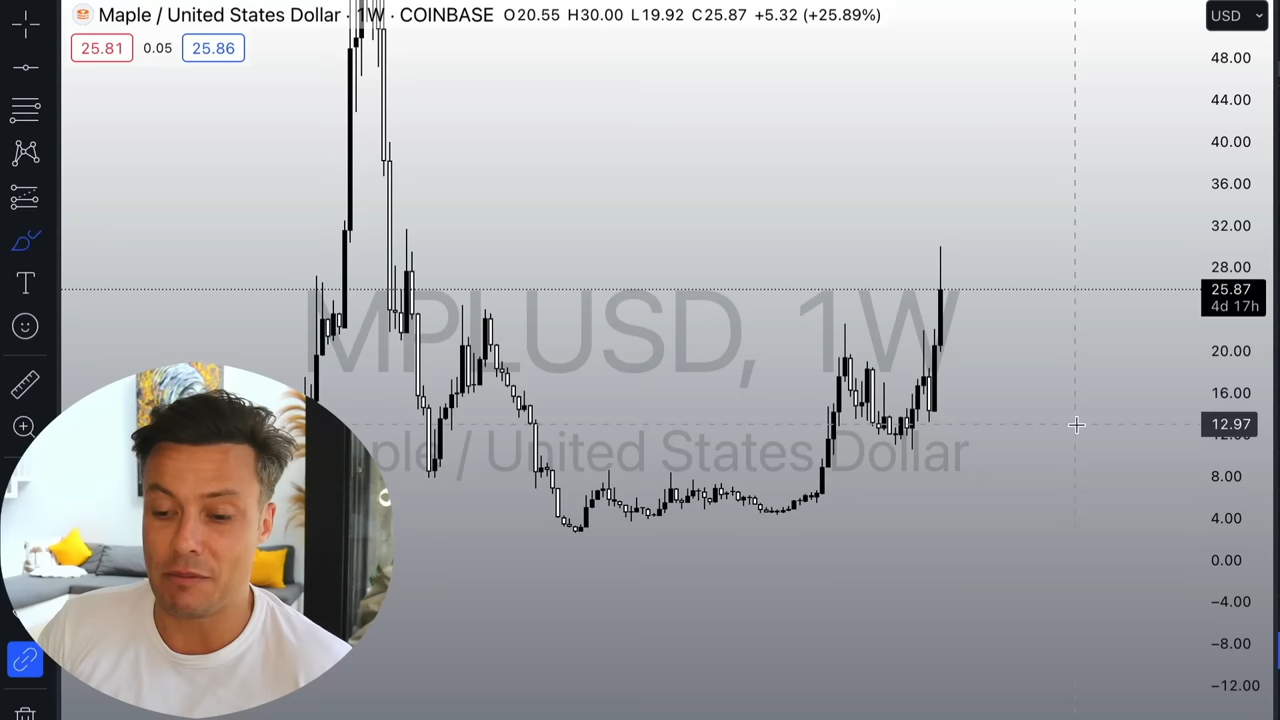 Maple / United States Dollar · 1W · COINBASE O20.55 H30.00 L19.92 C25.87 +5.32 (+25.89%)
USD
25.81 0.05 25.86
48.00
44.00
40.00
36.00
32.00
28.00
25.87
4d 17h
20.00
16.00
12.97
8.00
4.00
0.00
−4.00
−8.00
−12.00
MPLUSD, 1W
Maple / United States Dollar
T